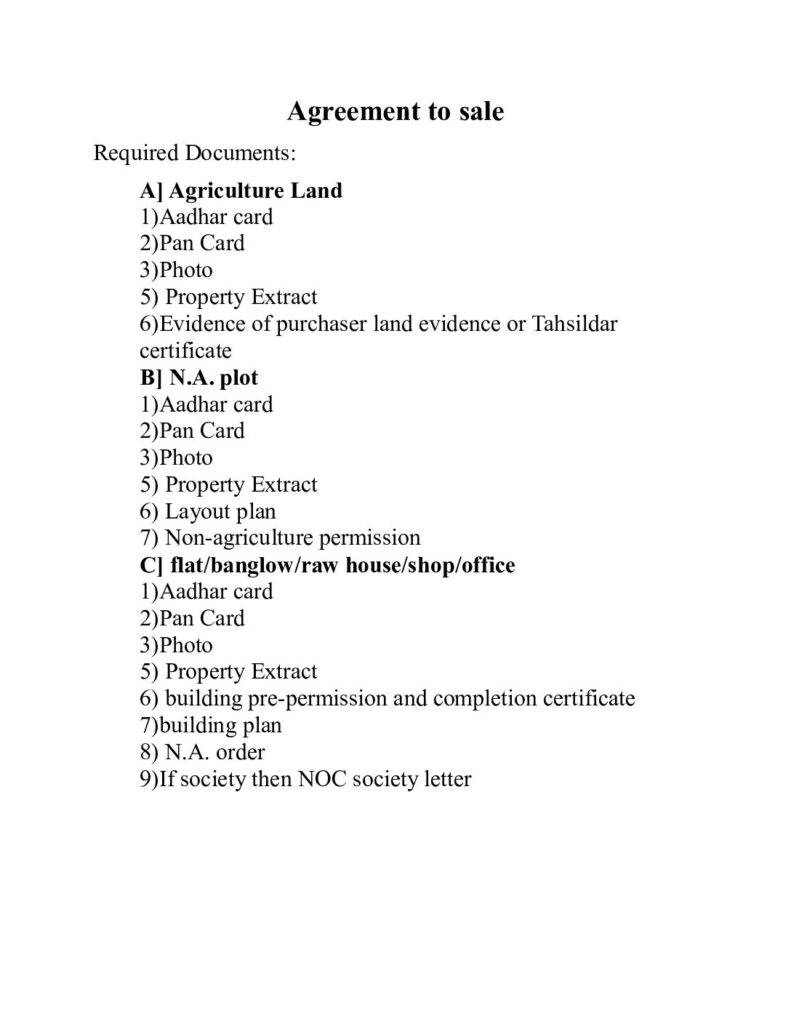 Agreement to sale
Required Documents:
A] Agriculture Land
1)Aadhar card
2)Pan Card
3)Photo
5) Property Extract
6)Evidence of purchaser land evidence or Tahsildar
certificate
B] N.A. plot
1)Aadhar card
2)Pan Card
3)Photo
5) Property Extract
6) Layout plan
7) Non-agriculture permission
C] flat/banglow/raw house/shop/office
1)Aadhar card
2)Pan Card
3)Photo
5) Property Extract
6) building pre-permission and completion certificate
7)building plan
8) N.A. order
9)If society then NOC society letter